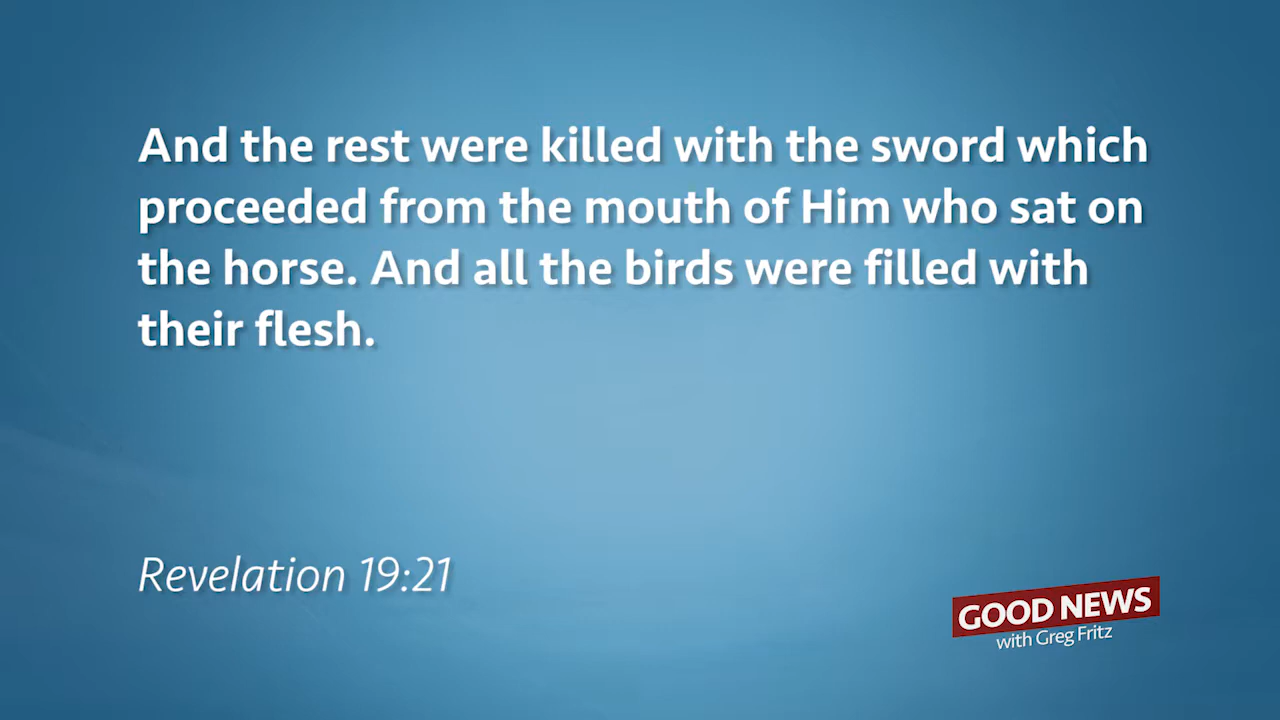 And the rest were killed with the sword which
proceeded from the mouth of Him who sat on
the horse. And all the birds were filled with
their flesh.
Revelation 19:21
GOOD NEWS
with Greg Fritz